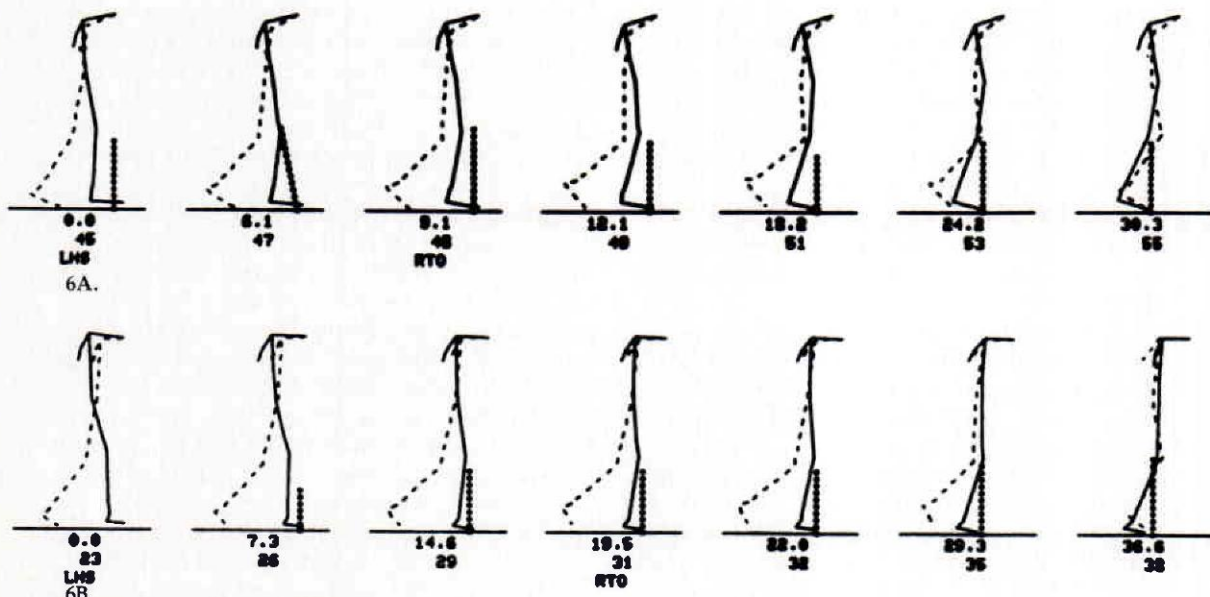 0.0 6.1 9.1 12.1 18.2 24.2 30.3
45 47 48 49 51 53 55
LHS RTO
6A.
0.0 7.3 14.6 19.5 22.0 29.3 36.6
23 26 29 31 32 35 38
LHS RTO
6B